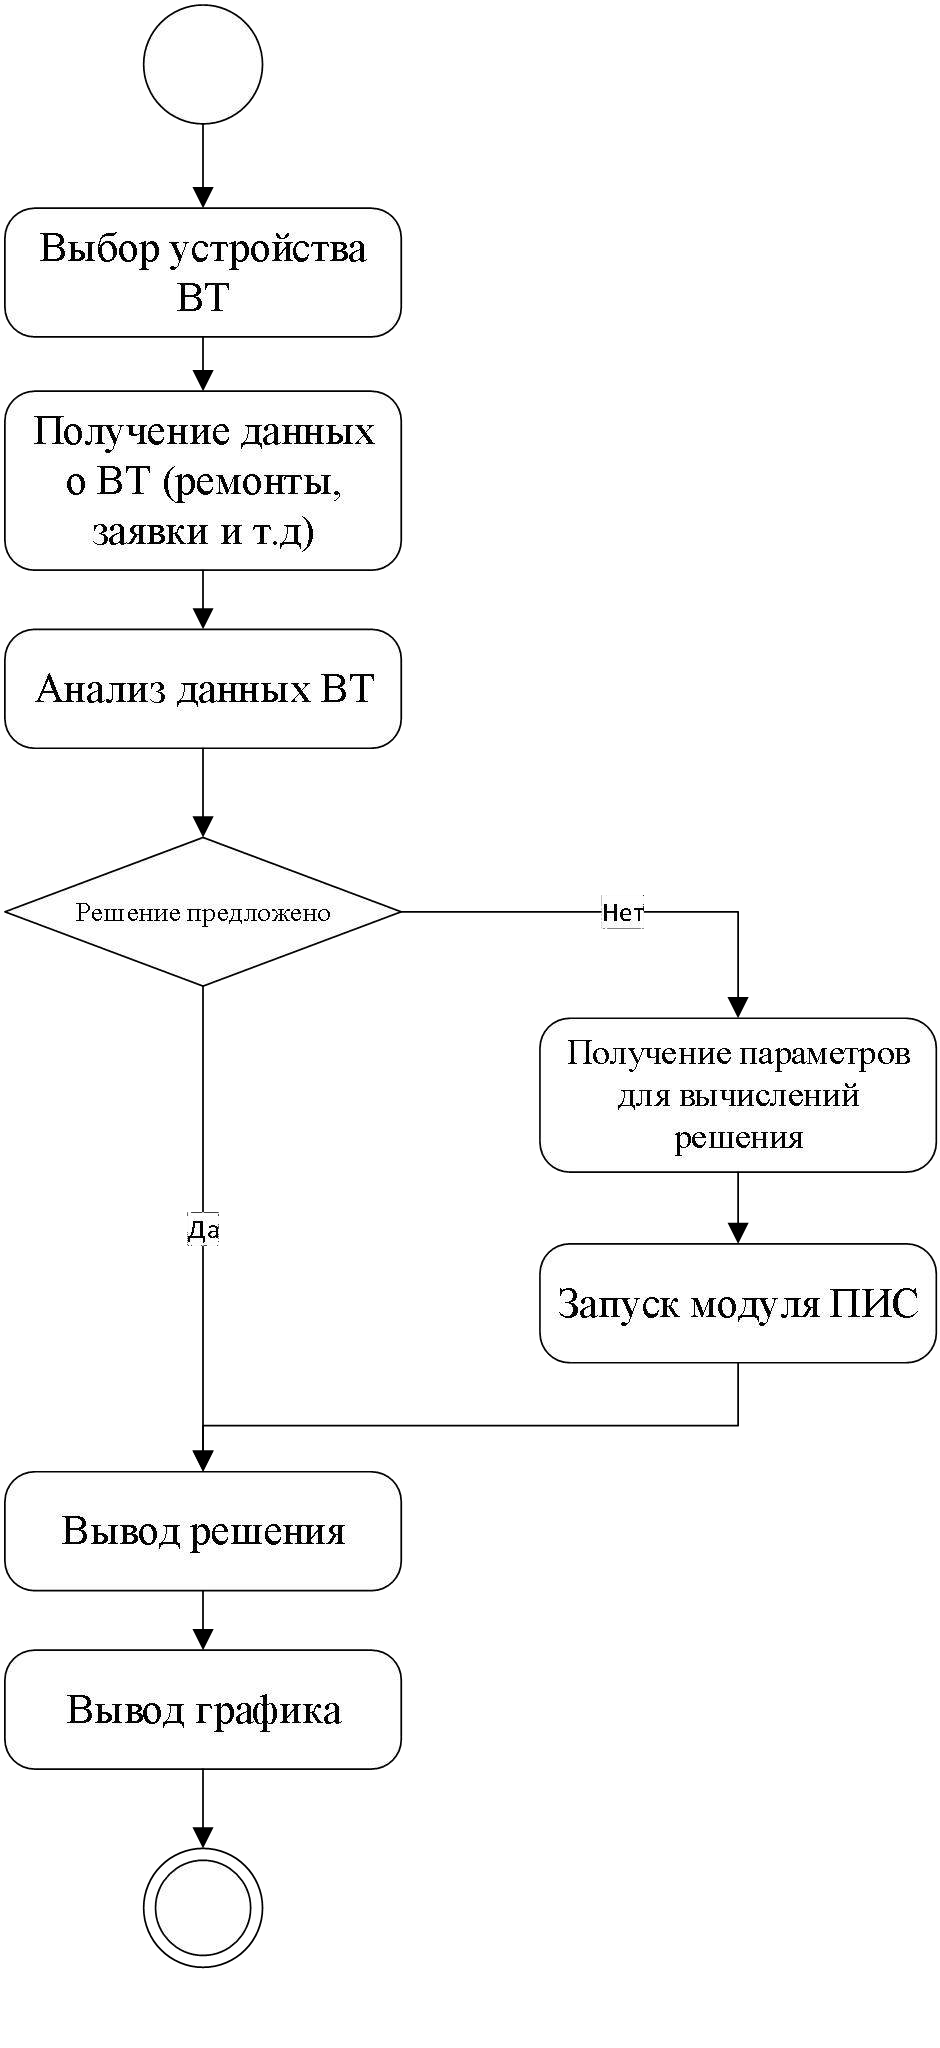 Выбор устройства
ВТ
Получение данных
о ВТ (ремонты,
заявки и т.д)
Анализ данных ВТ
Решение предложено
Нет
Получение параметров
для вычислений
решения
Да
Запуск модуля ПИС
Вывод решения
Вывод графика